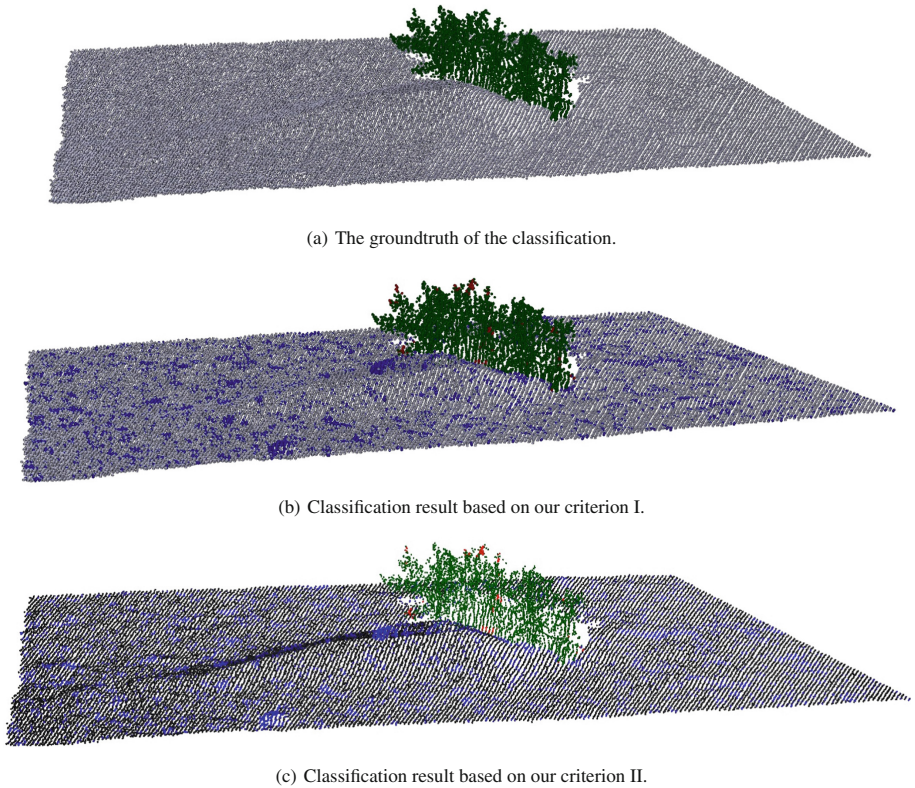 (a) The groundtruth of the classification.
(b) Classification result based on our criterion I.
(c) Classification result based on our criterion II.